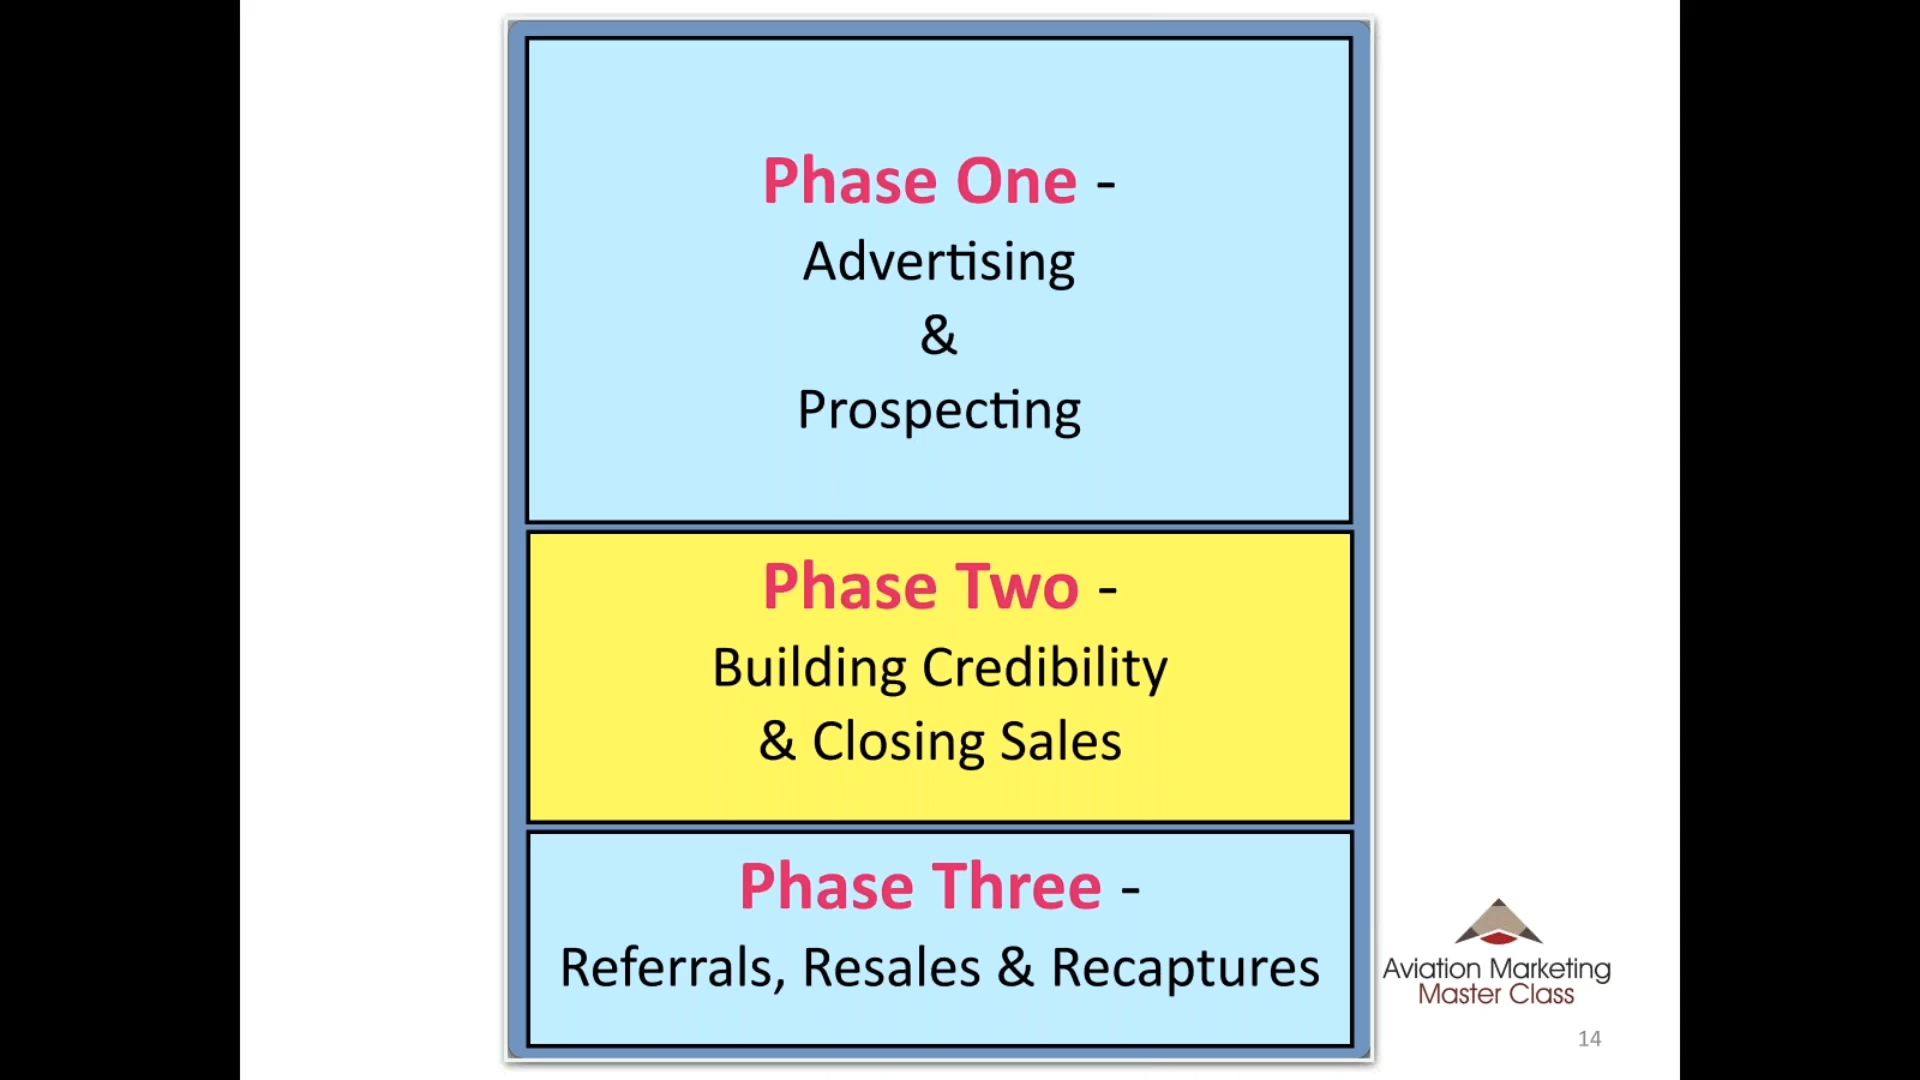 Phase One -
Advertising
&
Prospecting
Phase Two -
Building Credibility
& Closing Sales
Phase Three -
Referrals, Resales & Recaptures
Aviation Marketing
Master Class
14